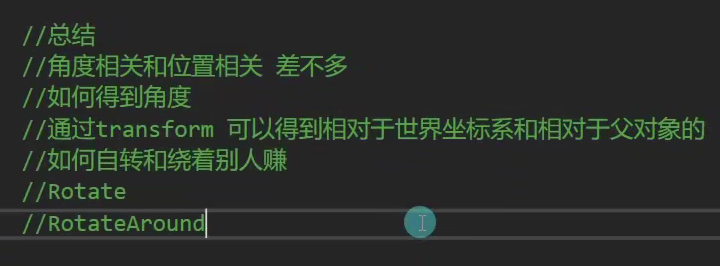 //总结
//角度相关和位置相关 差不多
//如何得到角度
//通过transform 可以得到相对于世界坐标系和相对于父对象的
//如何自转和绕着别人赚
//Rotate
//RotateAround